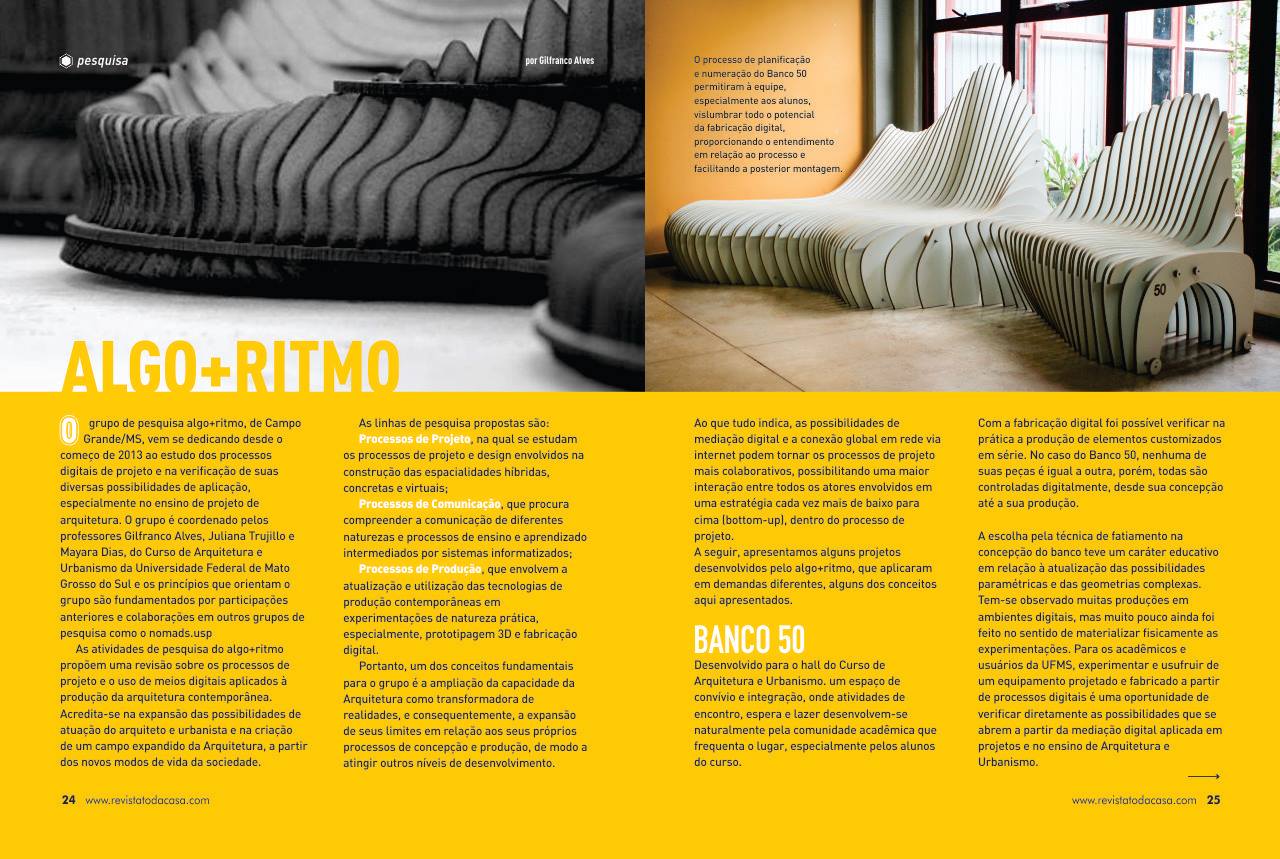 pesquisa
por Gilfranco Alves
O processo de planificação
e numeração do Banco 50
permitiram à equipe,
especialmente aos alunos,
vislumbrar todo o potencial
da fabricação digital,
proporcionando o entendimento
em relação ao processo e
facilitando a posterior montagem.
50
ALGO+RITMO
O grupo de pesquisa algo+ritmo, de Campo
Grande/MS, vem se dedicando desde o
começo de 2013 ao estudo dos processos
digitais de projeto e na verificação de suas
diversas possibilidades de aplicação,
especialmente no ensino de projeto de
arquitetura. O grupo é coordenado pelos
professores Gilfranco Alves, Juliana Trujillo e
Mayara Dias, do Curso de Arquitetura e
Urbanismo da Universidade Federal de Mato
Grosso do Sul e os princípios que orientam o
grupo são fundamentados por participações
anteriores e colaborações em outros grupos de
pesquisa como o nomads.usp
As atividades de pesquisa do algo+ritmo
propõem uma revisão sobre os processos de
projeto e o uso de meios digitais aplicados à
produção da arquitetura contemporânea.
Acredita-se na expansão das possibilidades de
atuação do arquiteto e urbanista e na criação
de um campo expandido da Arquitetura, a partir
dos novos modos de vida da sociedade.
As linhas de pesquisa propostas são:
Processos de Projeto, na qual se estudam
os processos de projeto e design envolvidos na
construção das espacialidades híbridas,
concretas e virtuais;
Processos de Comunicação, que procura
compreender a comunicação de diferentes
naturezas e processos de ensino e aprendizado
intermediados por sistemas informatizados;
Processos de Produção, que envolvem a
atualização e utilização das tecnologias de
produção contemporâneas em
experimentações de natureza prática,
especialmente, prototipagem 3D e fabricação
digital.
Portanto, um dos conceitos fundamentais
para o grupo é a ampliação da capacidade da
Arquitetura como transformadora de
realidades, e consequentemente, a expansão
de seus limites em relação aos seus próprios
processos de concepção e produção, de modo a
atingir outros níveis de desenvolvimento.
Ao que tudo indica, as possibilidades de
mediação digital e a conexão global em rede via
internet podem tornar os processos de projeto
mais colaborativos, possibilitando uma maior
interação entre todos os atores envolvidos em
uma estratégia cada vez mais de baixo para
cima (bottom-up), dentro do processo de
projeto.
A seguir, apresentamos alguns projetos
desenvolvidos pelo algo+ritmo, que aplicaram
em demandas diferentes, alguns dos conceitos
aqui apresentados.
BANCO 50
Desenvolvido para o hall do Curso de
Arquitetura e Urbanismo. um espaço de
convívio e integração, onde atividades de
encontro, espera e lazer desenvolvem-se
naturalmente pela comunidade acadêmica que
frequenta o lugar, especialmente pelos alunos
do curso.
Com a fabricação digital foi possível verificar na
prática a produção de elementos customizados
em série. No caso do Banco 50, nenhuma de
suas peças é igual a outra, porém, todas são
controladas digitalmente, desde sua concepção
até a sua produção.
A escolha pela técnica de fatiamento na
concepção do banco teve um caráter educativo
em relação à atualização das possibilidades
paramétricas e das geometrias complexas.
Tem-se observado muitas produções em
ambientes digitais, mas muito pouco ainda foi
feito no sentido de materializar fisicamente as
experimentações. Para os acadêmicos e
usuários da UFMS, experimentar e usufruir de
um equipamento projetado e fabricado a partir
de processos digitais é uma oportunidade de
verificar diretamente as possibilidades que se
abrem a partir da mediação digital aplicada em
projetos e no ensino de Arquitetura e
Urbanismo.
24 www.revistatodacasa.com
www.revistatodacasa.com 25